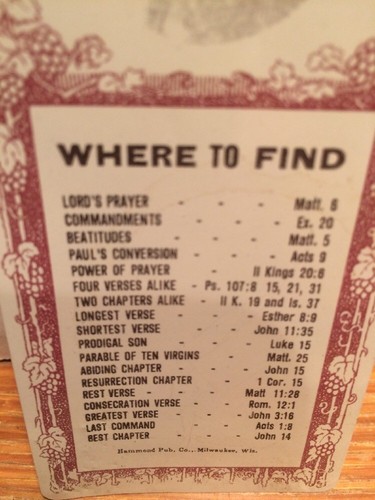 WHERE TO FIND
LORD'S PRAYER - - - Matt. 6
COMMANDMENTS - - - Ex. 20
BEATITUDES - - - Matt. 5
PAUL'S CONVERSION - - Acts 9
POWER OF PRAYER - II Kings 20:6
FOUR VERSES ALIKE - Ps. 107:8 15, 21, 31
TWO CHAPTERS ALIKE - II K. 19 and Is. 37
LONGEST VERSE - - - Esther 8:9
SHORTEST VERSE - - John 11:35
PRODIGAL SON - - - Luke 15
PARABLE OF TEN VIRGINS - Matt. 25
ABIDING CHAPTER - - John 15
RESURRECTION CHAPTER - 1 Cor. 15
REST VERSE - - - Matt 11:28
CONSECRATION VERSE - Rom. 12:1
GREATEST VERSE - - John 3:16
LAST COMMAND - - Acts 1:8
BEST CHAPTER - - - John 14
Hammond Pub, Co., Milwaukee, Wis.